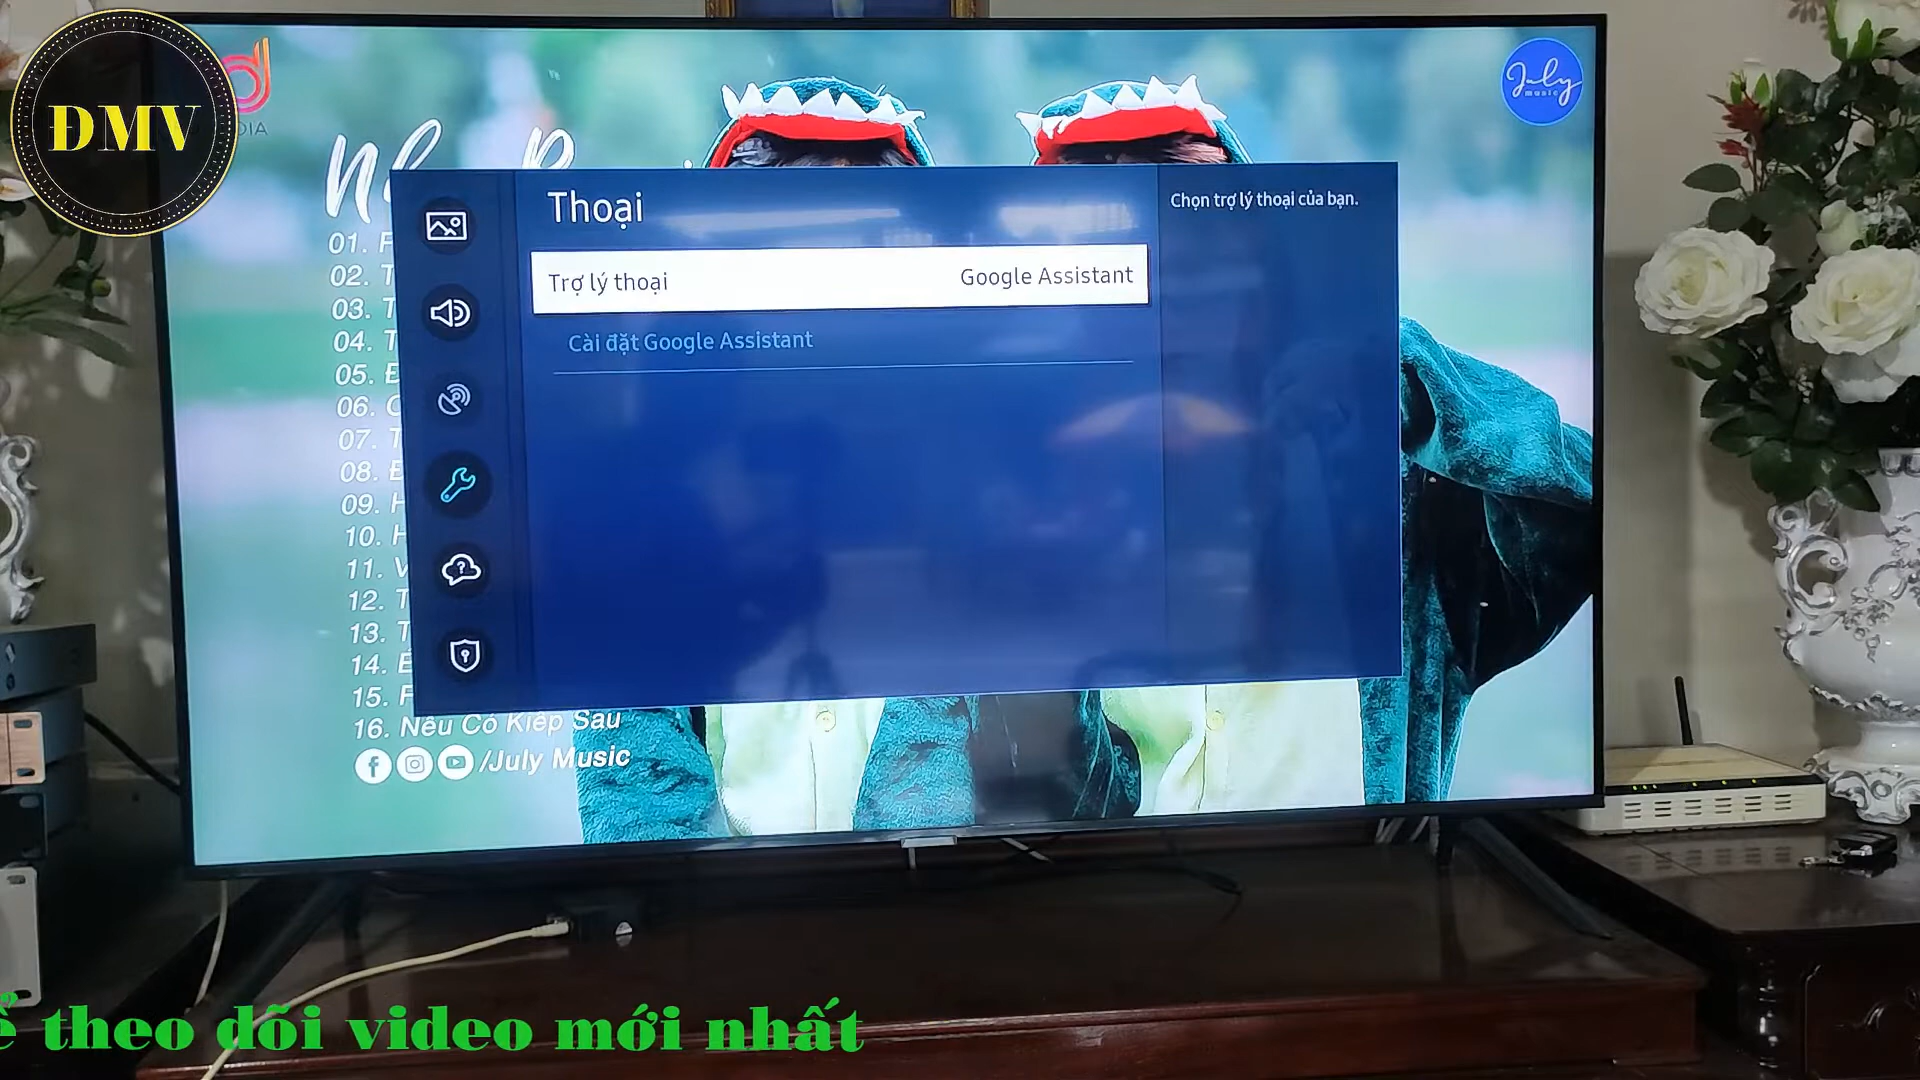 ĐMV
July
music
Thoại
Chọn trợ lý thoại của bạn.
Trợ lý thoại
Google Assistant
Cài đặt Google Assistant
01.
02.
03.
04.
05.
06.
07.
08.
09.
10.
11.
12.
13.
14.
15.
16. Nếu Có Kiếp Sau
/July Music
theo dõi video mới nhất